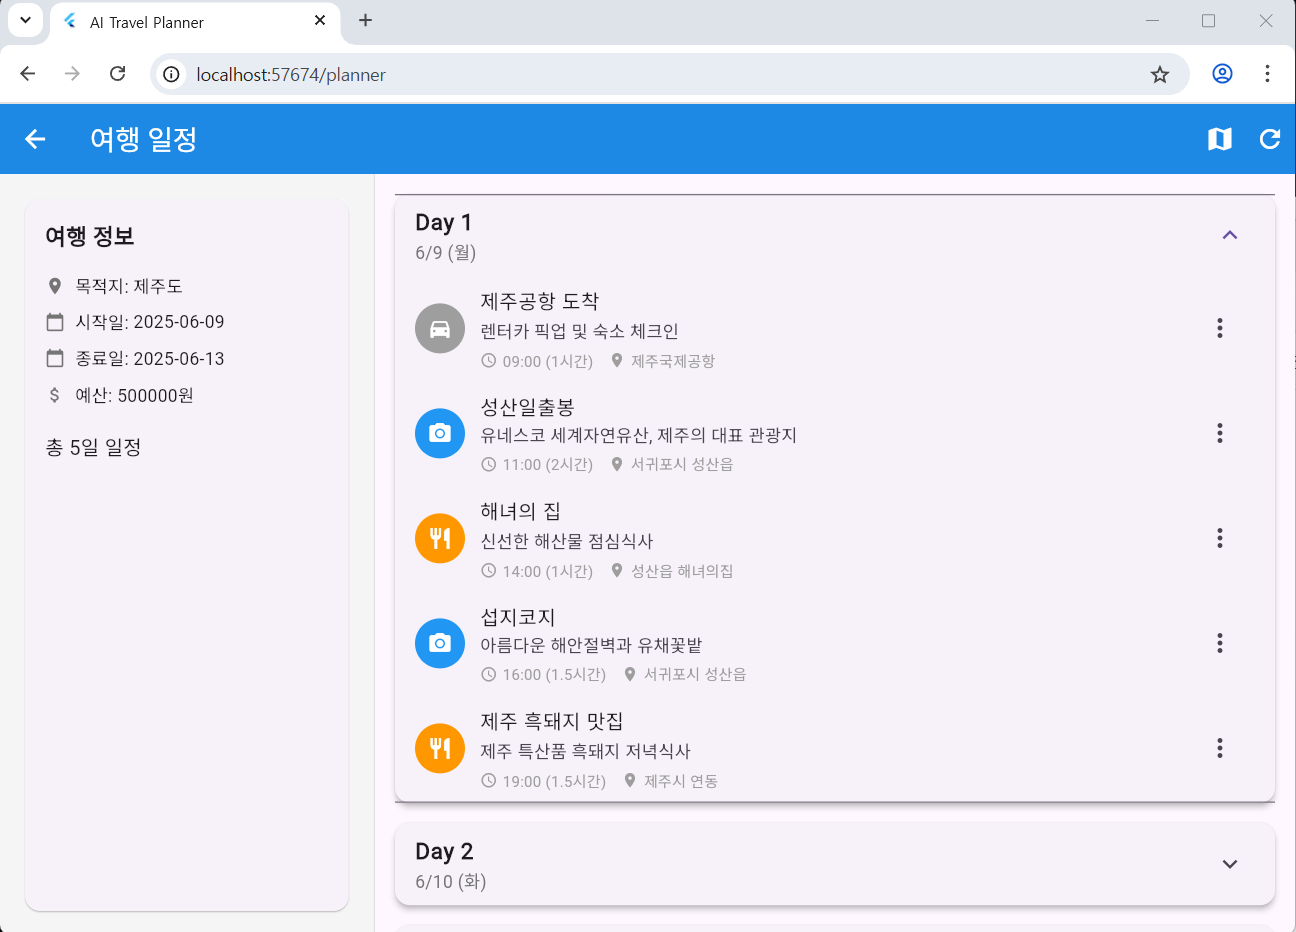 AI Travel Planner
localhost:57674/planner
여행 일정
여행 정보
목적지: 제주도
시작일: 2025-06-09
종료일: 2025-06-13
예산: 500000원
총 5일 일정
Day 1
6/9 (월)
제주공항 도착
렌터카 픽업 및 숙소 체크인
09:00 (1시간) 제주국제공항
성산일출봉
유네스코 세계자연유산, 제주의 대표 관광지
11:00 (2시간) 서귀포시 성산읍
해녀의 집
신선한 해산물 점심식사
14:00 (1시간) 성산읍 해녀의집
섭지코지
아름다운 해안절벽과 유채꽃밭
16:00 (1.5시간) 서귀포시 성산읍
제주 흑돼지 맛집
제주 특산품 흑돼지 저녁식사
19:00 (1.5시간) 제주시 연동
Day 2
6/10 (화)